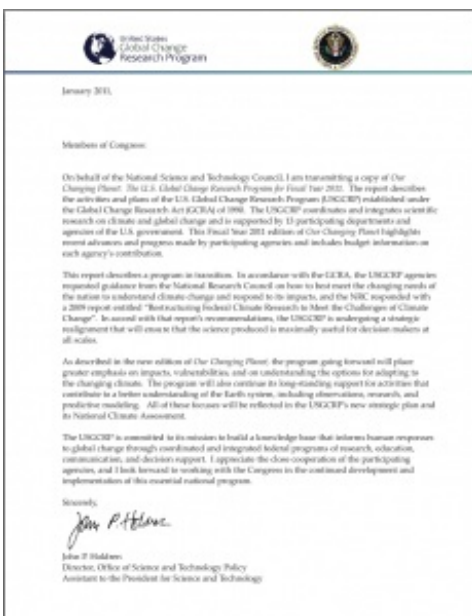 United States
Global Change
Research Program
January 2011,
Members of Congress:
On behalf of the National Science and Technology Council, I am transmitting a copy of Our
Changing Planet: The U.S. Global Change Research Program for Fiscal Year 2011. The report describes
the activities and plans of the U.S. Global Change Research Program (USGCRP) established under
the Global Change Research Act (GCRA) of 1990. The USGCRP coordinates and integrates scientific
research on climate and global change and is supported by 13 participating departments and
agencies of the U.S. government. This Fiscal Year 2011 edition of Our Changing Planet highlights
recent advances and progress made by participating agencies and includes budget information on
each agency's contribution.
This report describes a program in transition. In accordance with the GCRA, the USGCRP agencies
requested guidance from the National Research Council on how to best meet the changing needs of
the nation to understand climate change and respond to its impacts, and the NRC responded with
a 2009 report entitled "Restructuring Federal Climate Research to Meet the Challenges of Climate
Change". In accord with that report's recommendations, the USGCRP is undergoing a strategic
realignment that will ensure that the science produced is maximally useful for decision makers at
all scales.
As described in the new edition of Our Changing Planet, the program going forward will place
greater emphasis on impacts, vulnerabilities, and on understanding the options for adapting to
the changing climate. The program will also continue its long-standing support for activities that
contribute to a better understanding of the Earth system, including observations, research, and
predictive modeling. All of these focuses will be reflected in the USGCRP's new strategic plan and
its National Climate Assessment.
The USGCRP is committed to its mission to build a knowledge base that informs human responses
to global change through coordinated and integrated federal programs of research, education,
communication, and decision support. I appreciate the close cooperation of the participating
agencies, and I look forward to working with the Congress in the continued development and
implementation of this essential national program.
Sincerely,
John P. Holdren
John P. Holdren
Director, Office of Science and Technology Policy
Assistant to the President for Science and Technology